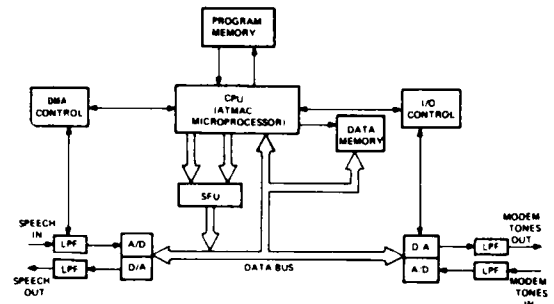 PROGRAM
MEMORY
DMA
CONTROL
CPU
(ATMAC
MICROPROCESSOR)
I/O
CONTROL
DATA
MEMORY
SFU
SPEECH
IN
LPF
A/D
D/A
LPF
SPEECH
OUT
DATA BUS
D/A
A/D
LPF
LPF
MODEM
TONES
OUT
MODEM
TONES
IN